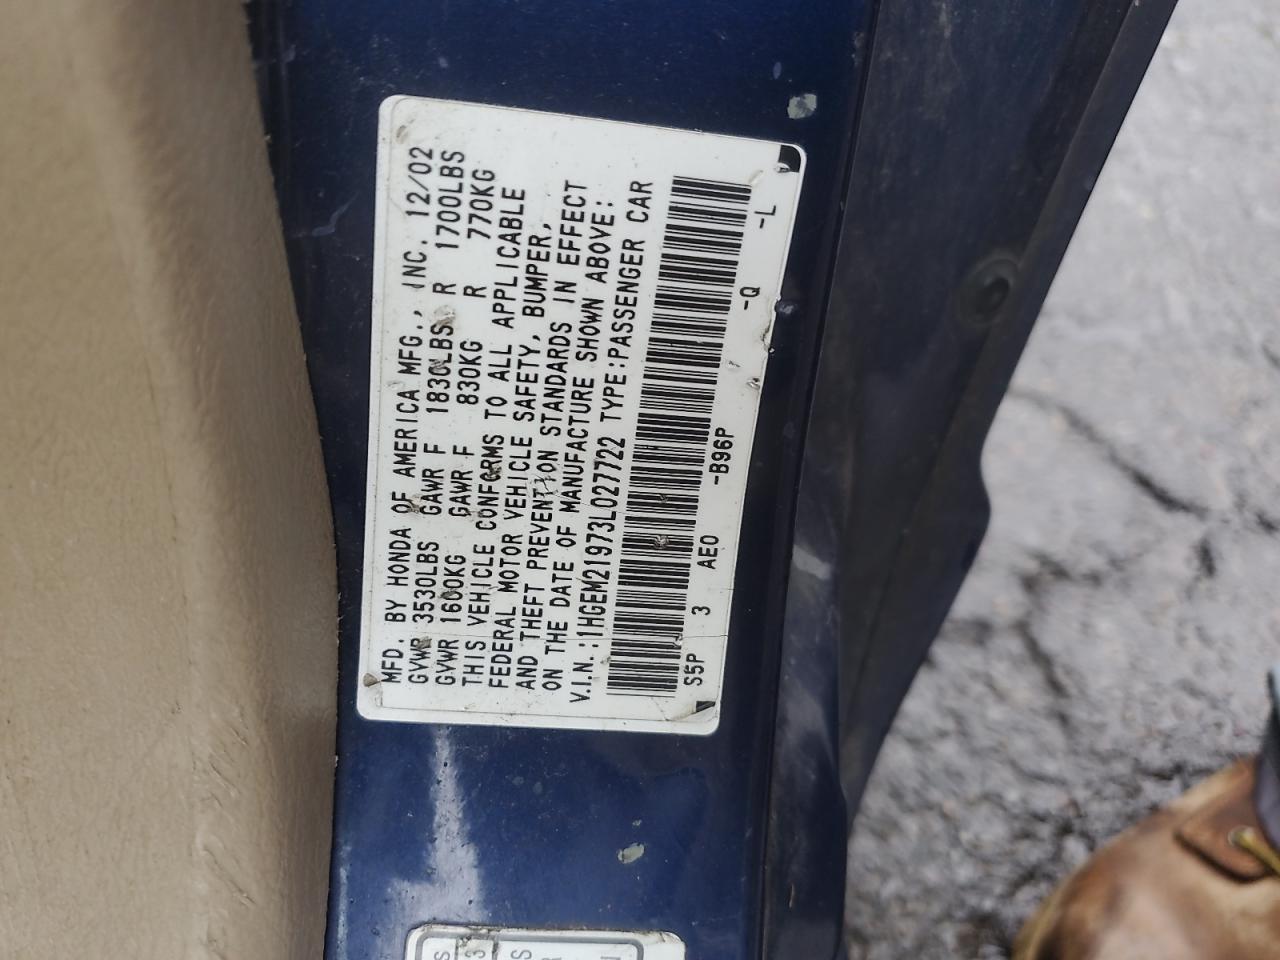 MFD. BY HONDA OF AMERICA MFG., INC. 12/02
GVWR 3530LBS GAWR F 1830LBS R 1700LBS
GVWR 1600KG GAWR F 830KG R 770KG
THIS VEHICLE CONFORMS TO ALL APPLICABLE
FEDERAL MOTOR VEHICLE SAFETY, BUMPER,
AND THEFT PREVENTION STANDARDS IN EFFECT
ON THE DATE OF MANUFACTURE SHOWN ABOVE:
V.I.N.:1HGEM21973L027722 TYPE:PASSENGER CAR
S5P 3 AEO -B96P -Q -L